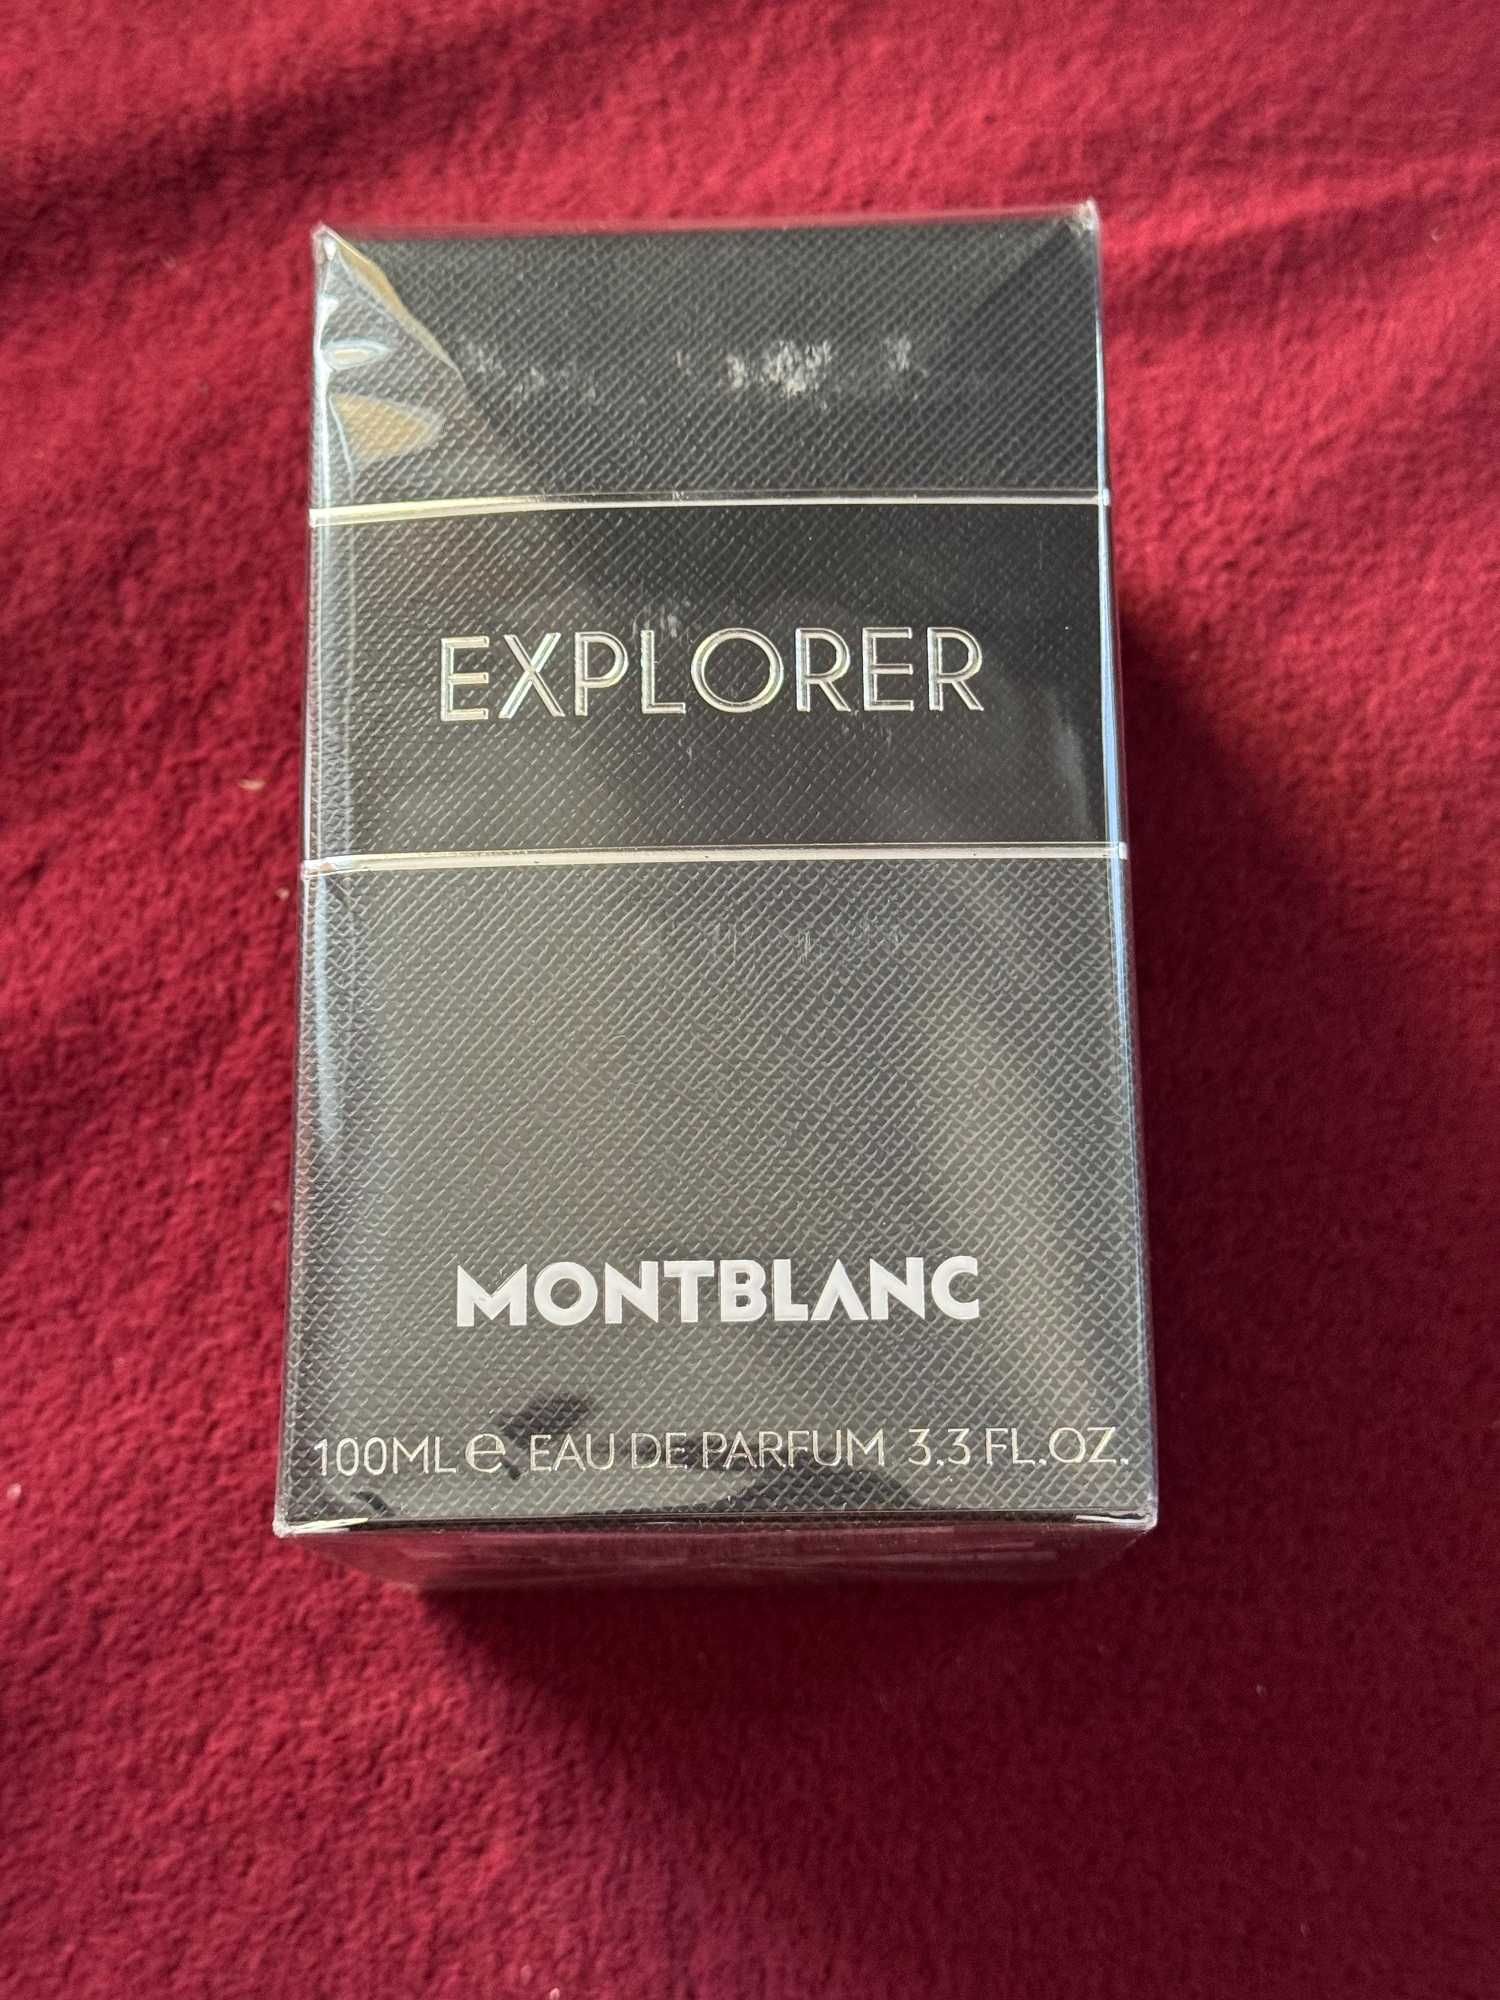 EXPLORER
MONTBLANC
100ML ℮ EAU DE PARFUM 3.3 FL.OZ.